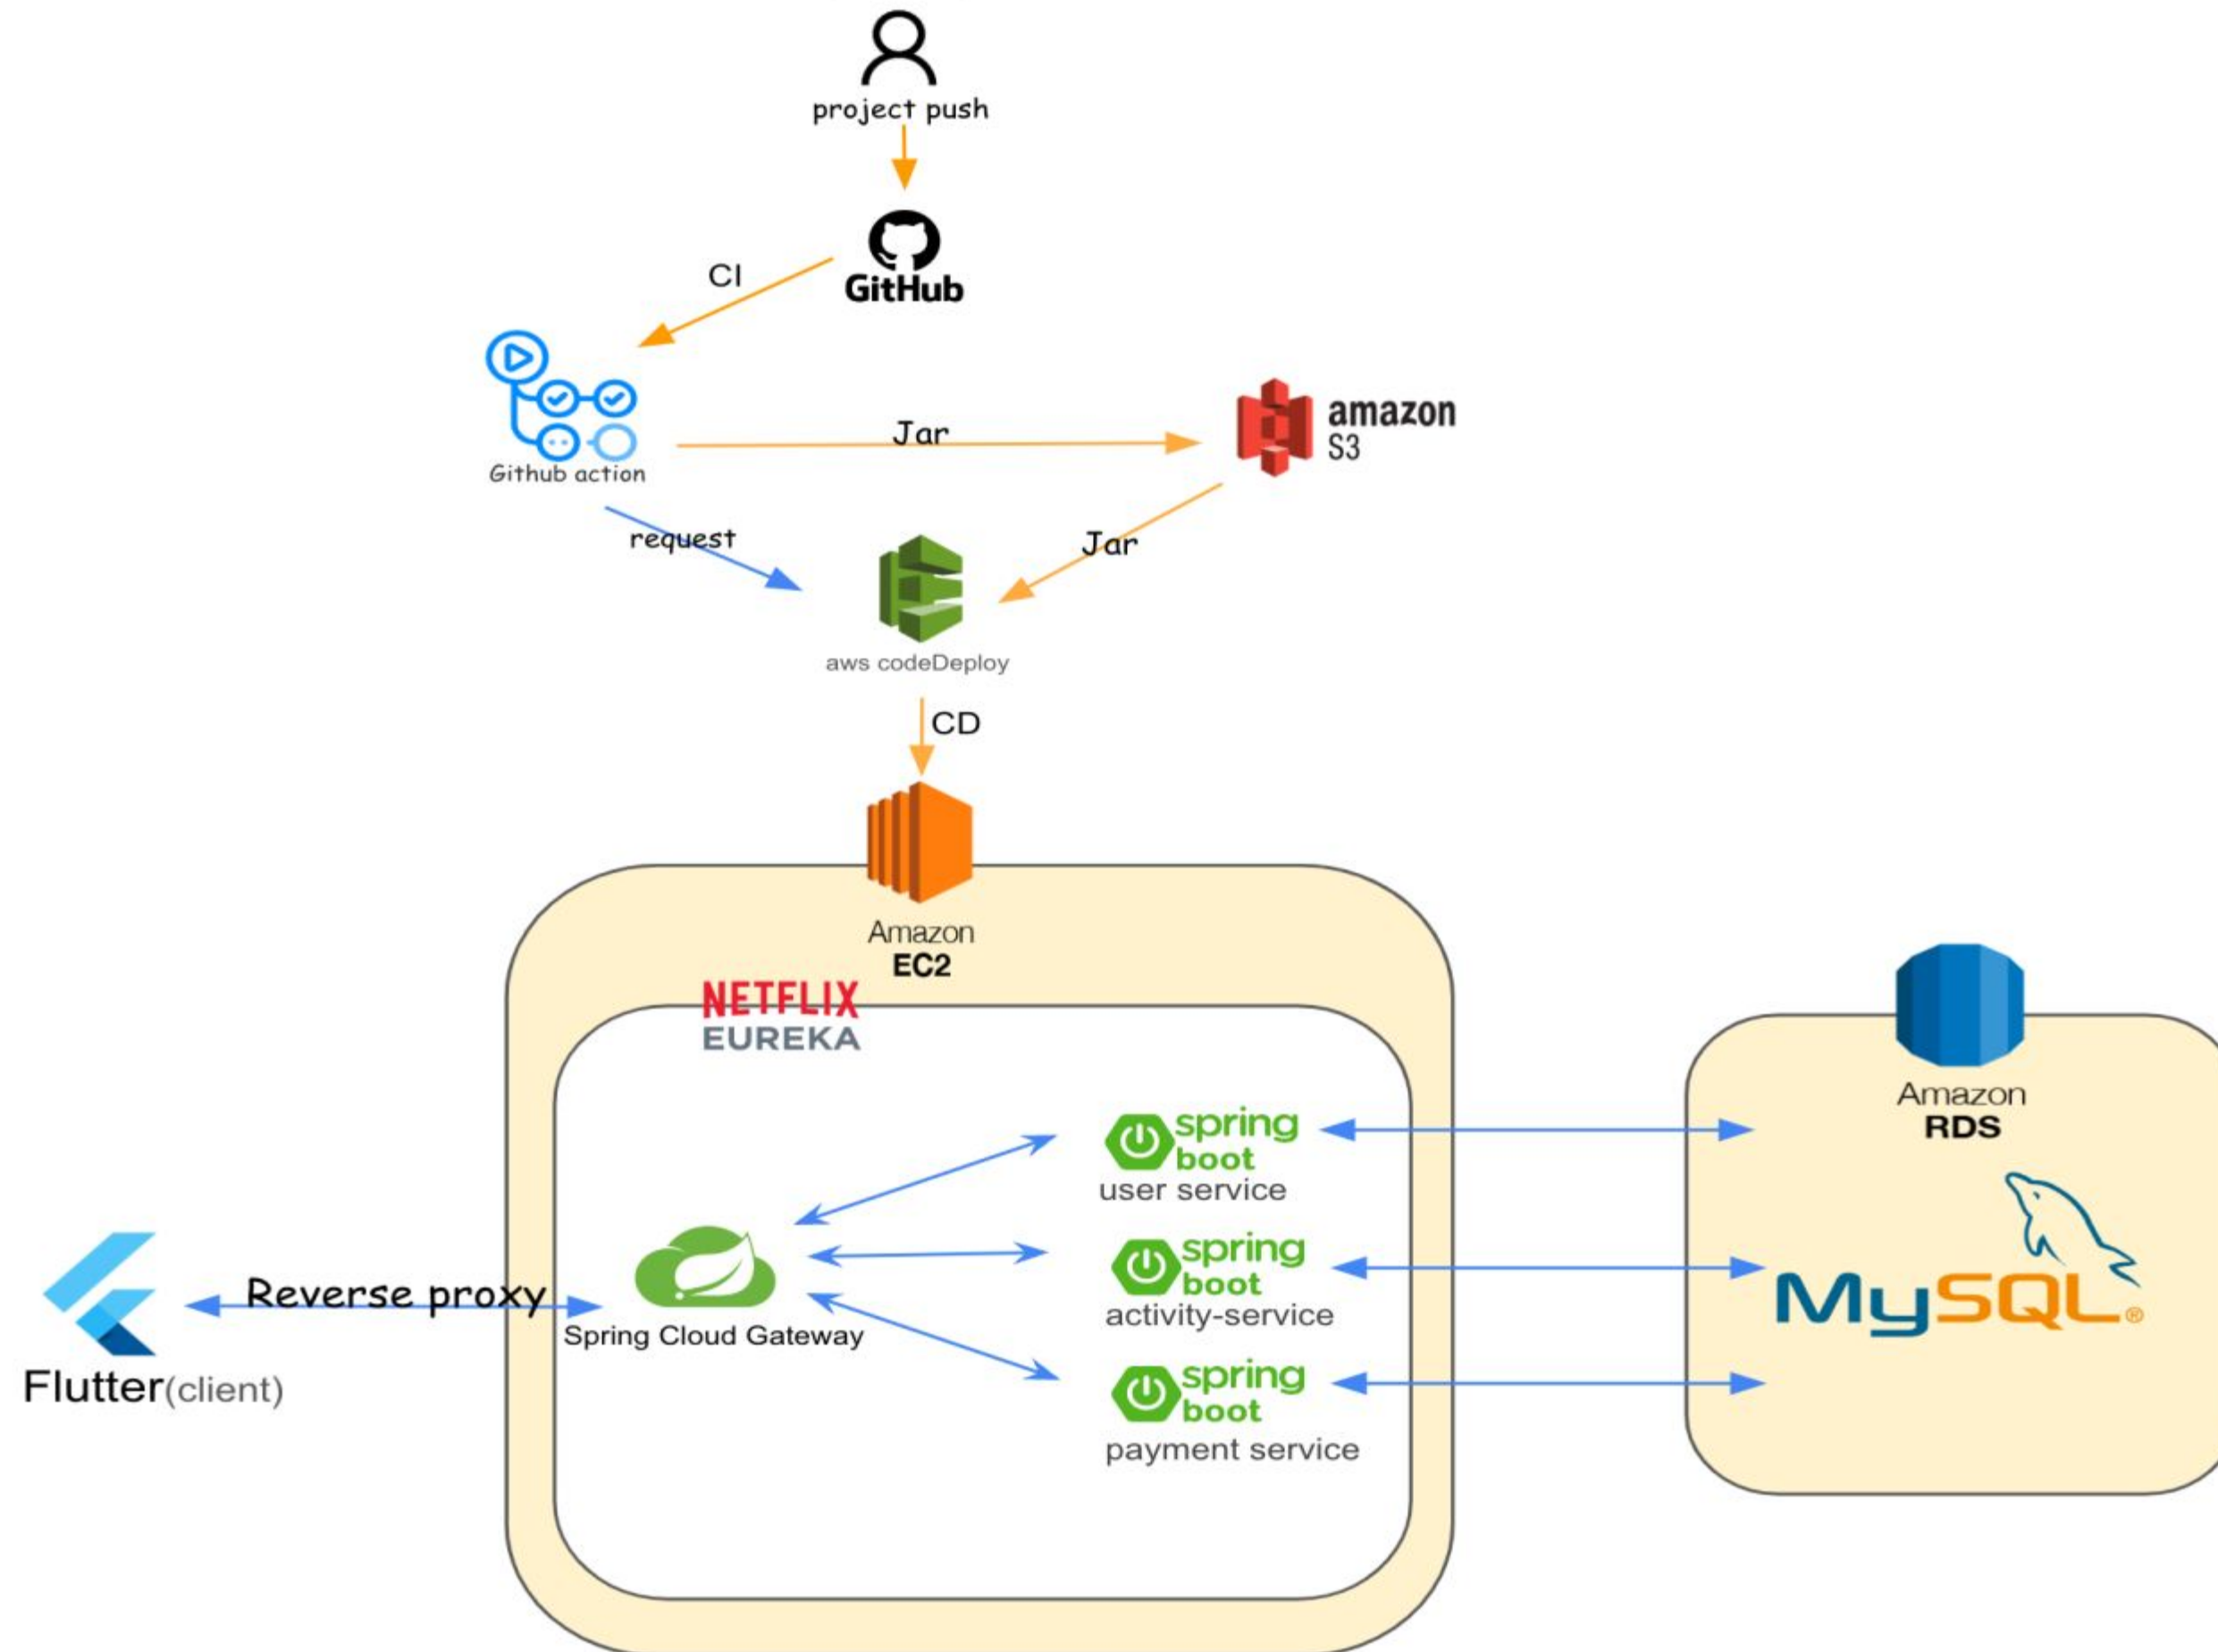 project push
GitHub
CI
Github action
Jar
amazon
S3
request
Jar
aws codeDeploy
CD
Amazon
EC2
NETFLIX
EUREKA
Amazon
RDS
spring
boot
user service
spring
boot
activity-service
MySQL®
Reverse proxy
Spring Cloud Gateway
Flutter(client)
spring
boot
payment service